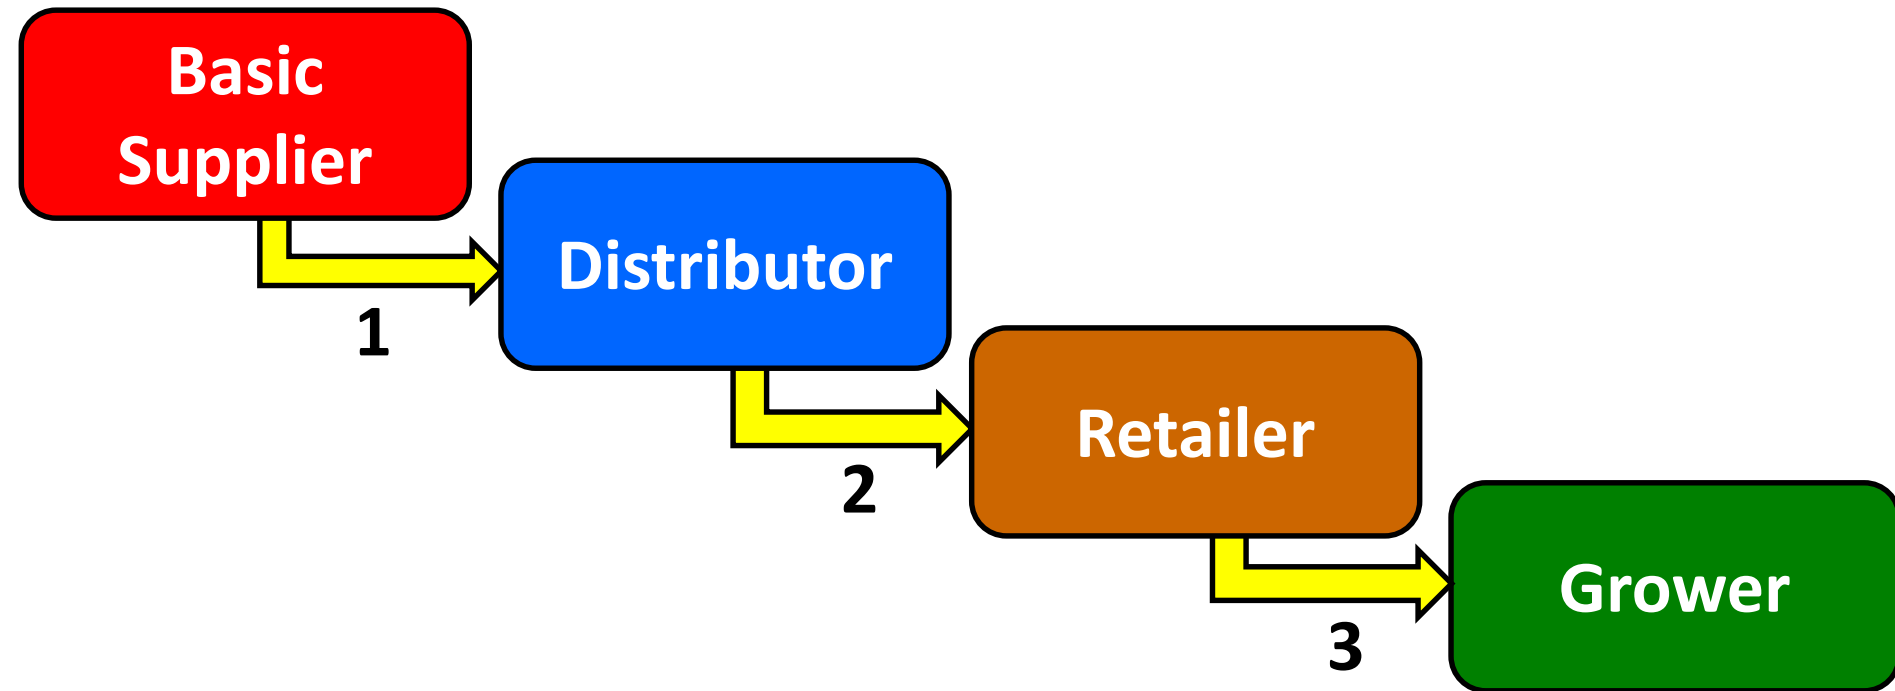 Basic
Supplier
Distributor
1
Retailer
2
Grower
3